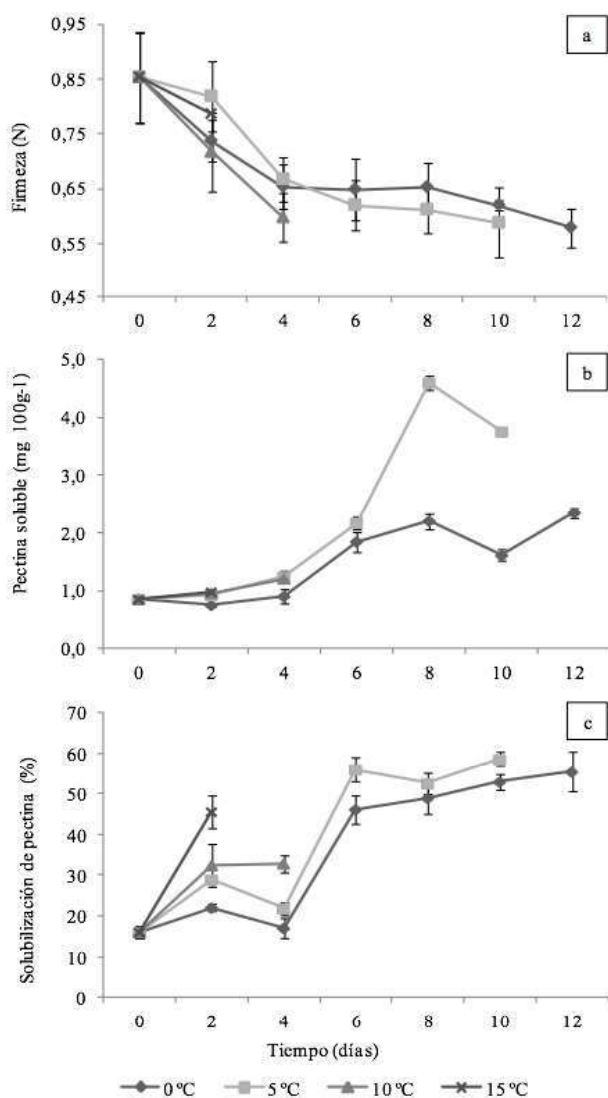 a
Firmeza (N)
0,95
0,85
0,75
0,65
0,55
0,45
0 2 4 6 8 10 12
b
Pectina soluble (mg 100g-1)
5,0
4,0
3,0
2,0
1,0
0,0
0 2 4 6 8 10 12
c
Solubilización de pectina (%)
70
60
50
40
30
20
10
0
0 2 4 6 8 10 12
Tiempo (días)
0 ºC 5 ºC 10 ºC 15 ºC